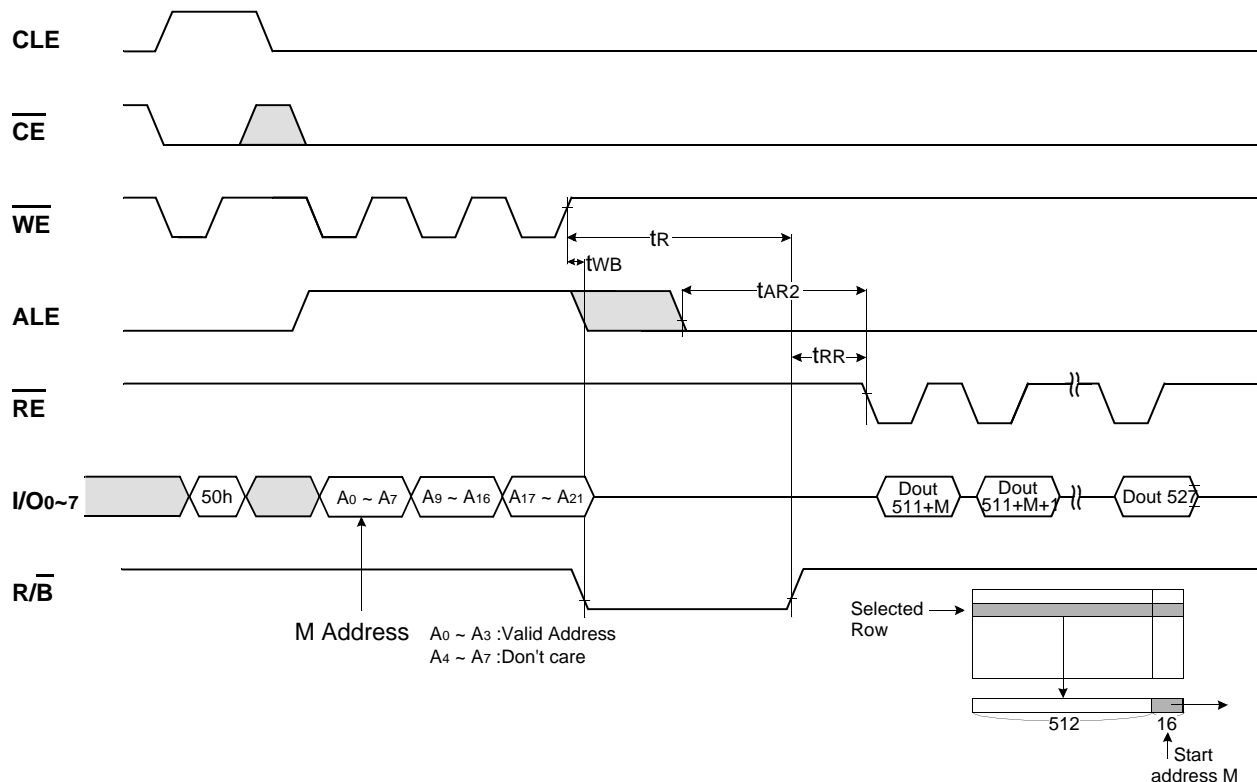 CLE
CE
WE
tR
tWB
tAR2
ALE
tRR
RE
I/O0~7
50h
A0 ~ A7
A9 ~ A16
A17 ~ A21
Dout
511+M
Dout
511+M+1
Dout 527
R/B
M Address
A0 ~ A3 :Valid Address
A4 ~ A7 :Don't care
Selected
Row
512
16
Start
address M